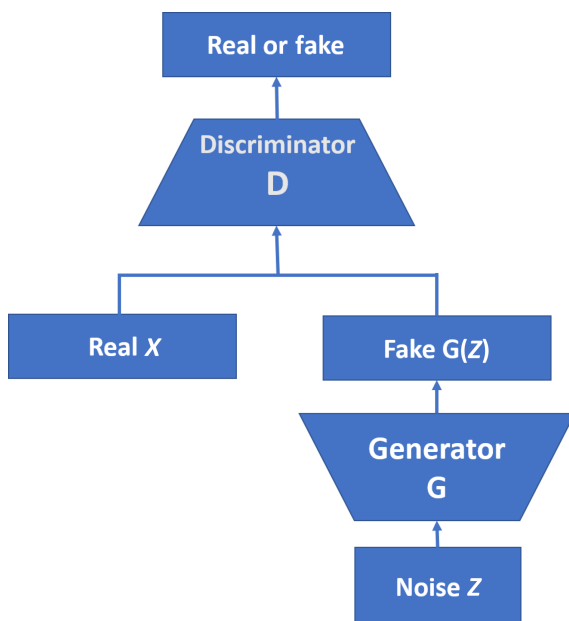 Real or fake
Discriminator
D
Real X
Fake G(Z)
Generator
G
Noise Z